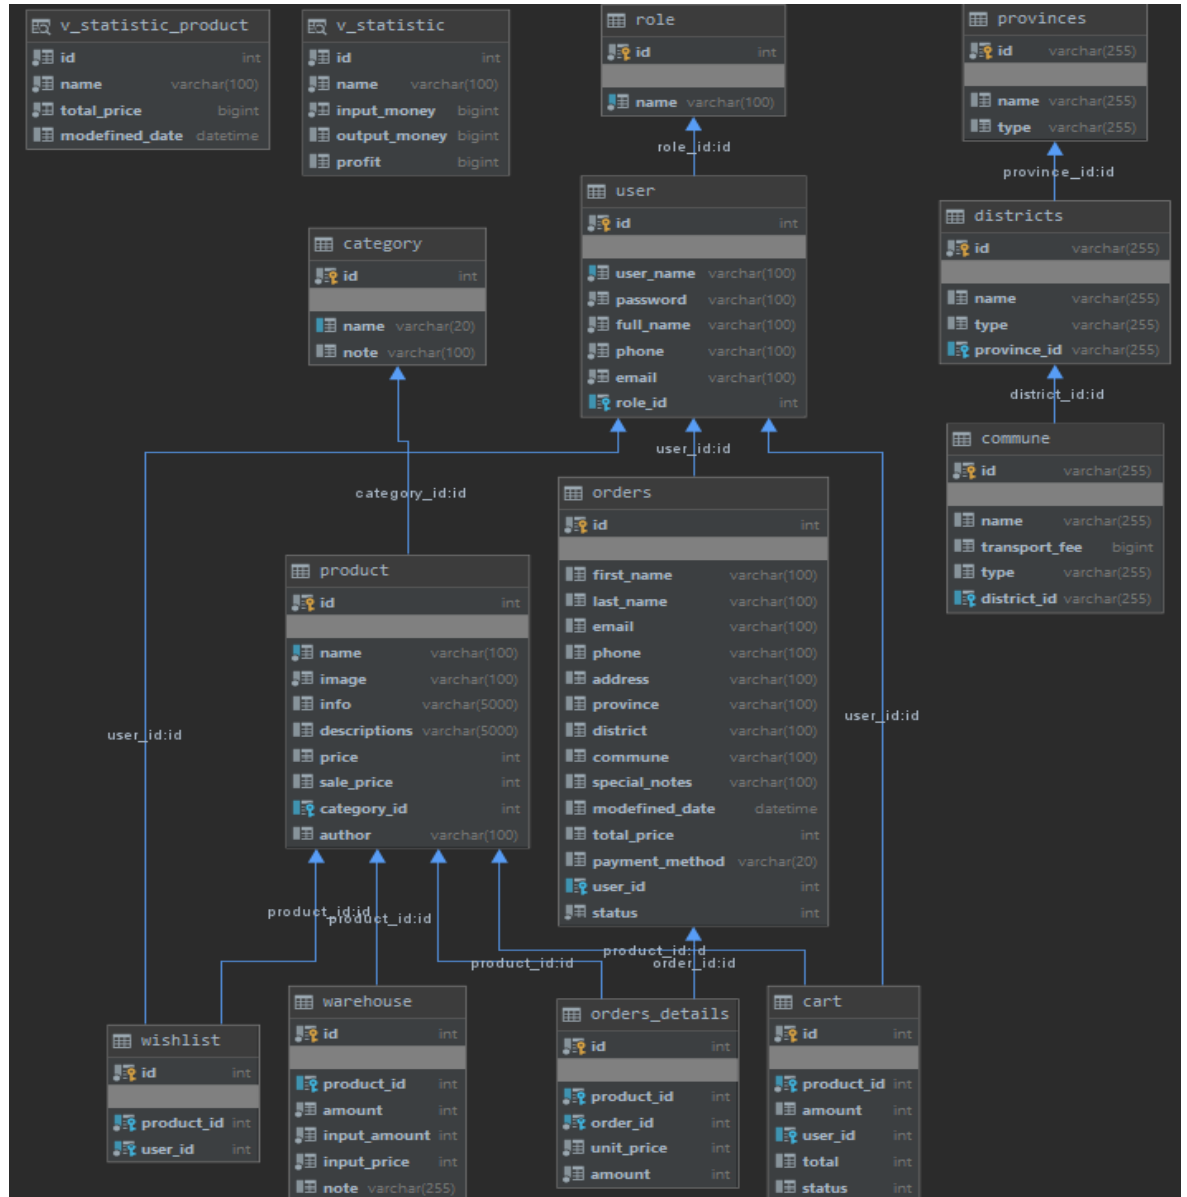 v_statistic_product
id int
name varchar(100)
total_price bigint
modefined_date datetime
v_statistic
id int
name varchar(100)
input_money bigint
output_money bigint
profit bigint
role
id int
name varchar(100)
provinces
id varchar(255)
name varchar(255)
type varchar(255)
role_id:id
province_id:id
user
id int
user_name varchar(100)
password varchar(100)
full_name varchar(100)
phone varchar(100)
email varchar(100)
role_id int
districts
id varchar(255)
name varchar(255)
type varchar(255)
province_id varchar(255)
category
id int
name varchar(20)
note varchar(100)
district_id:id
user_id:id
category_id:id
commune
id varchar(255)
name varchar(255)
transport_fee bigint
type varchar(255)
district_id varchar(255)
orders
id int
first_name varchar(100)
last_name varchar(100)
email varchar(100)
phone varchar(100)
address varchar(100)
province varchar(100)
district varchar(100)
commune varchar(100)
special_notes varchar(100)
modefined_date datetime
total_price int
payment_method varchar(20)
user_id int
status int
product
id int
name varchar(100)
image varchar(100)
info varchar(5000)
descriptions varchar(5000)
price int
sale_price int
category_id int
author varchar(100)
user_id:id
user_id:id
product_id:id
product_id:id
product_id:id
product_id:id
order_id:id
wishlist
id int
product_id int
user_id int
warehouse
id int
product_id int
amount int
input_amount int
input_price int
note varchar(255)
orders_details
id int
product_id int
order_id int
unit_price int
amount int
cart
id int
product_id int
amount int
user_id int
total int
status int